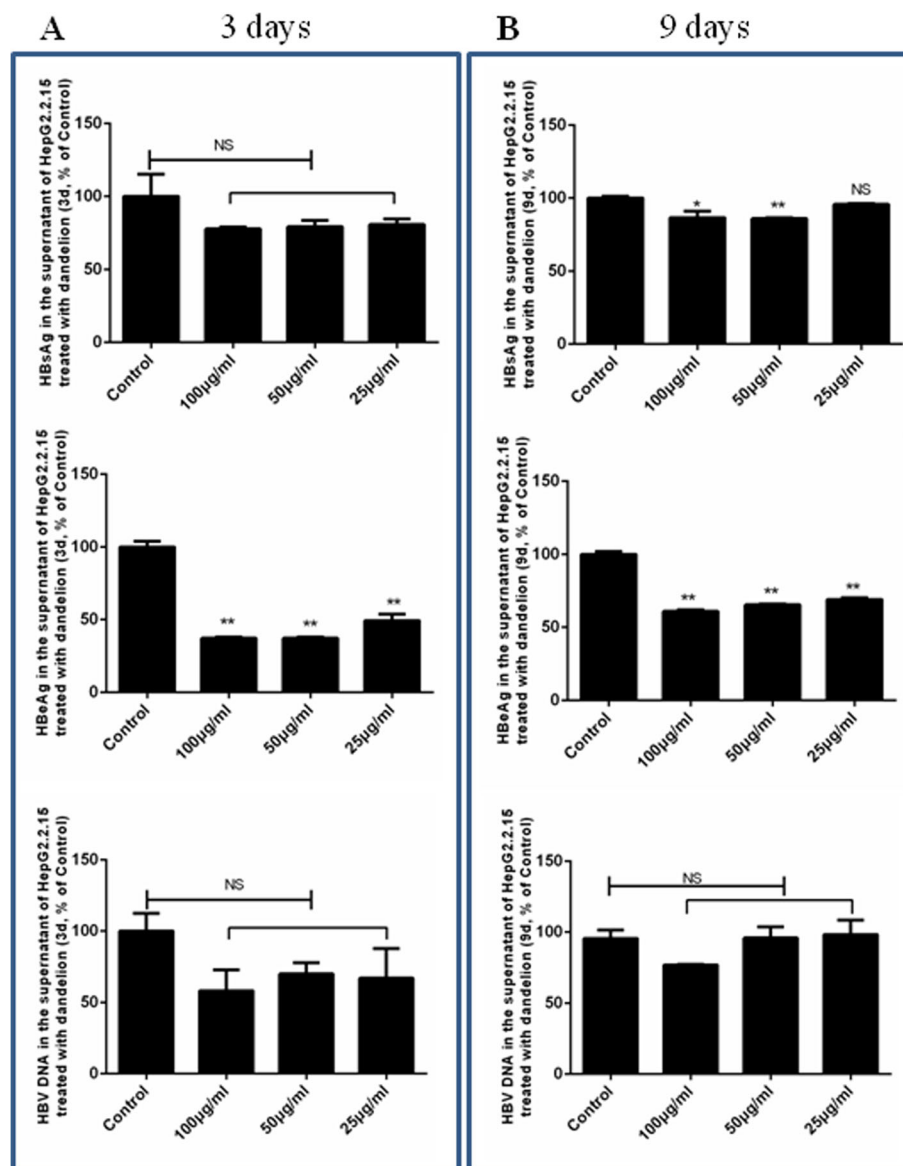 A 3 days
HBsAg in the supernatant of HepG2.2.15
treated with dandelion (3d, % of Control)
150
100
50
0
NS
Control
100µg/ml
50µg/ml
25µg/ml
HBeAg in the supernatant of HepG2.2.15
treated with dandelion (3d, % of Control)
150
100
50
0
**
**
**
Control
100µg/ml
50µg/ml
25µg/ml
HBV DNA in the supernatant of HepG2.2.15
treated with dandelion (3d, % of Control)
150
100
50
0
NS
Control
100µg/ml
50µg/ml
25µg/ml
B 9 days
HBsAg in the supernatant of HepG2.2.15
treated with dandelion (9d, % of Control)
150
100
50
0
*
**
NS
Control
100µg/ml
50µg/ml
25µg/ml
HBeAg in the supernatant of HepG2.2.15
treated with dandelion (9d, % of Control)
150
100
50
0
**
**
**
Control
100µg/ml
50µg/ml
25µg/ml
HBV DNA in the supernatant of HepG2.2.15
treated with dandelion (9d, % of Control)
150
100
50
0
NS
Control
100µg/ml
50µg/ml
25µg/ml